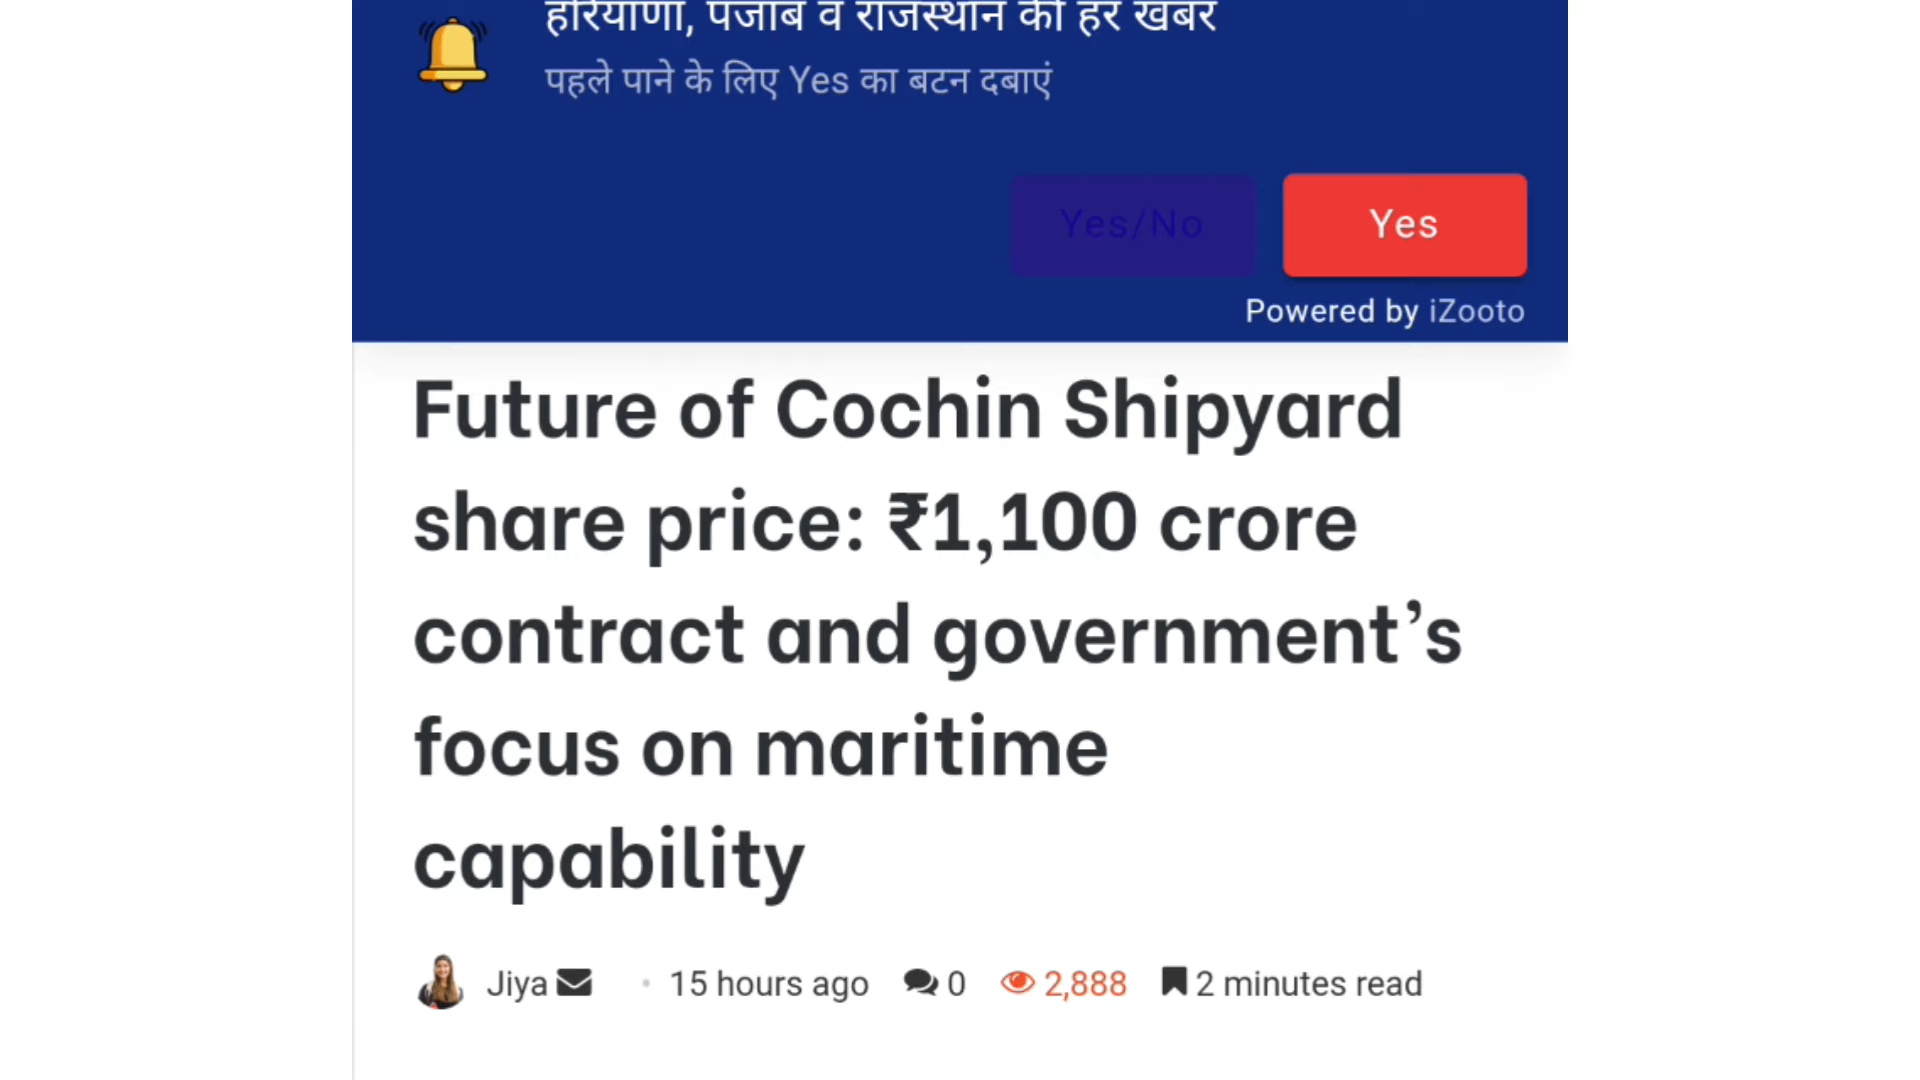 हरियाणा, पंजाब व राजस्थान की हर खबर
पहले पाने के लिए Yes का बटन दबाएं
Yes/No
Yes
Powered by iZooto
Future of Cochin Shipyard
share price: ₹1,100 crore
contract and government’s
focus on maritime
capability
Jiya · 15 hours ago 0 2,888 2 minutes read